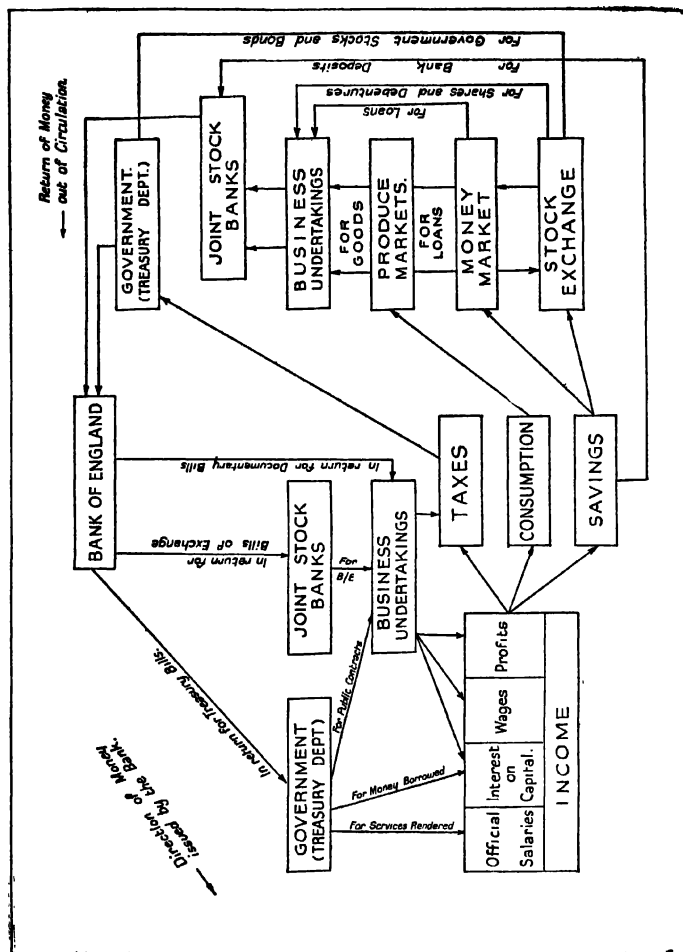 Direction of Money
issued by the Bank.
Return of Money
out of Circulation.
BANK OF ENGLAND
In return for Treasury Bills.
In return for
Bills of Exchange
In return for Documentary Bills
GOVERNMENT
(TREASURY DEPT)
JOINT STOCK
BANKS
For
B/E
BUSINESS
UNDERTAKINGS
For Public Contracts
For Money Borrowed
For Services Rendered
Official
Salaries
Interest
on
Capital.
Wages
Profits
INCOME
TAXES
CONSUMPTION
SAVINGS
GOVERNMENT.
(TREASURY DEPT.)
JOINT STOCK
BANKS
BUSINESS
UNDERTAKINGS
FOR
GOODS
PRODUCE
MARKETS.
FOR
LOANS
MONEY
MARKET
STOCK
EXCHANGE
For Loans
For Shares and Debentures
For Bank Deposits
For Government Stocks and Bonds